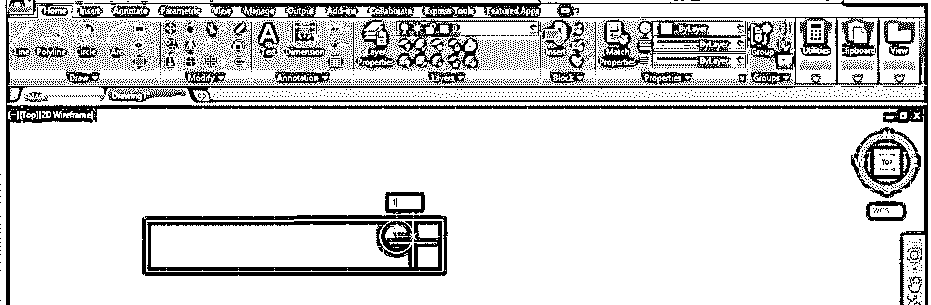 Home Insert Annotate Parametric View Manage Output Add-ins Collaborate Express Tools Featured Apps
Line Polyline Circle Arc Text Dimension Layer Properties Insert Match Properties ByLayer Group Utilities Clipboard View
ByLayer
ByLayer
Draw Modify Annotation Layers Block Properties Groups
[-][Top][2D Wireframe]
TOP
WCS